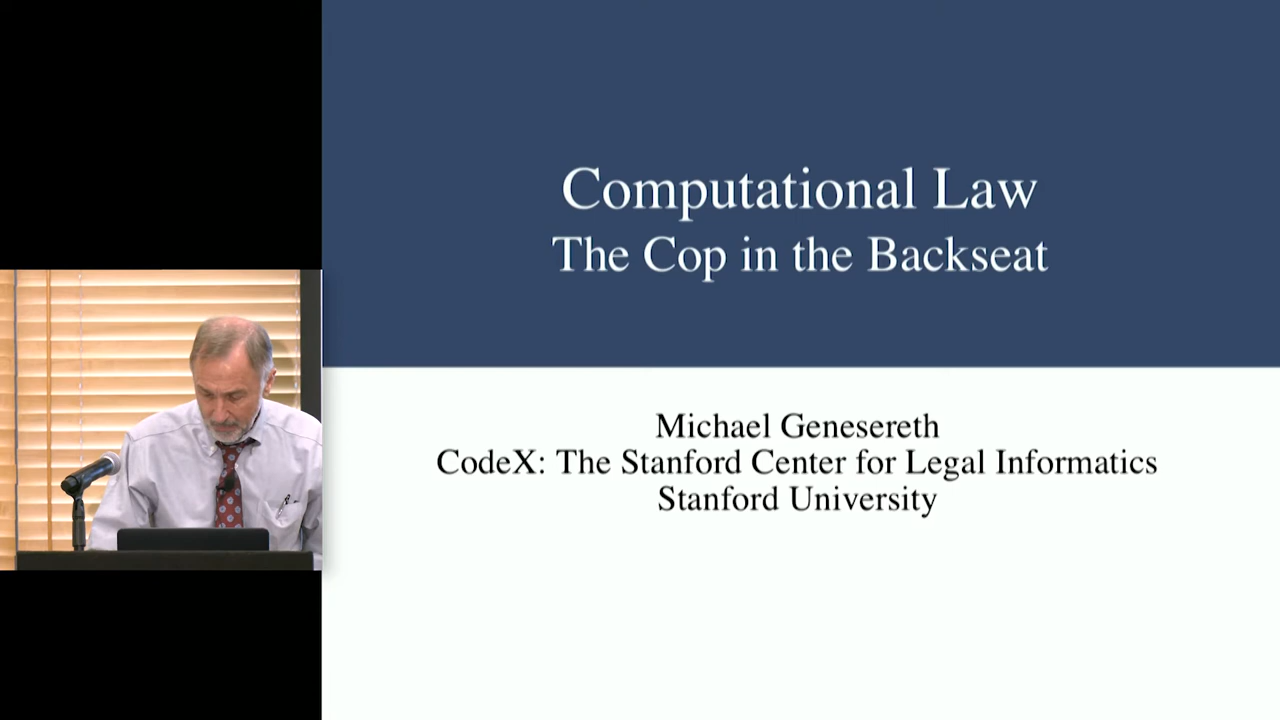 Computational Law
The Cop in the Backseat
Michael Genesereth
CodeX: The Stanford Center for Legal Informatics
Stanford University